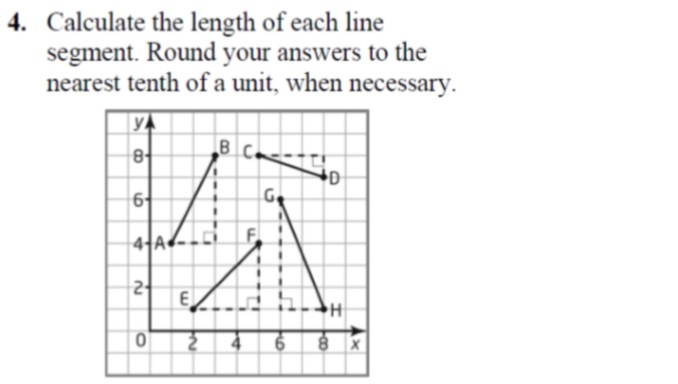 4. Calculate the length of each line
segment. Round your answers to the
nearest tenth of a unit, when necessary.
y
8
B
C
D
6
G
4
A
F
2
E
H
0
2
4
6
8
x